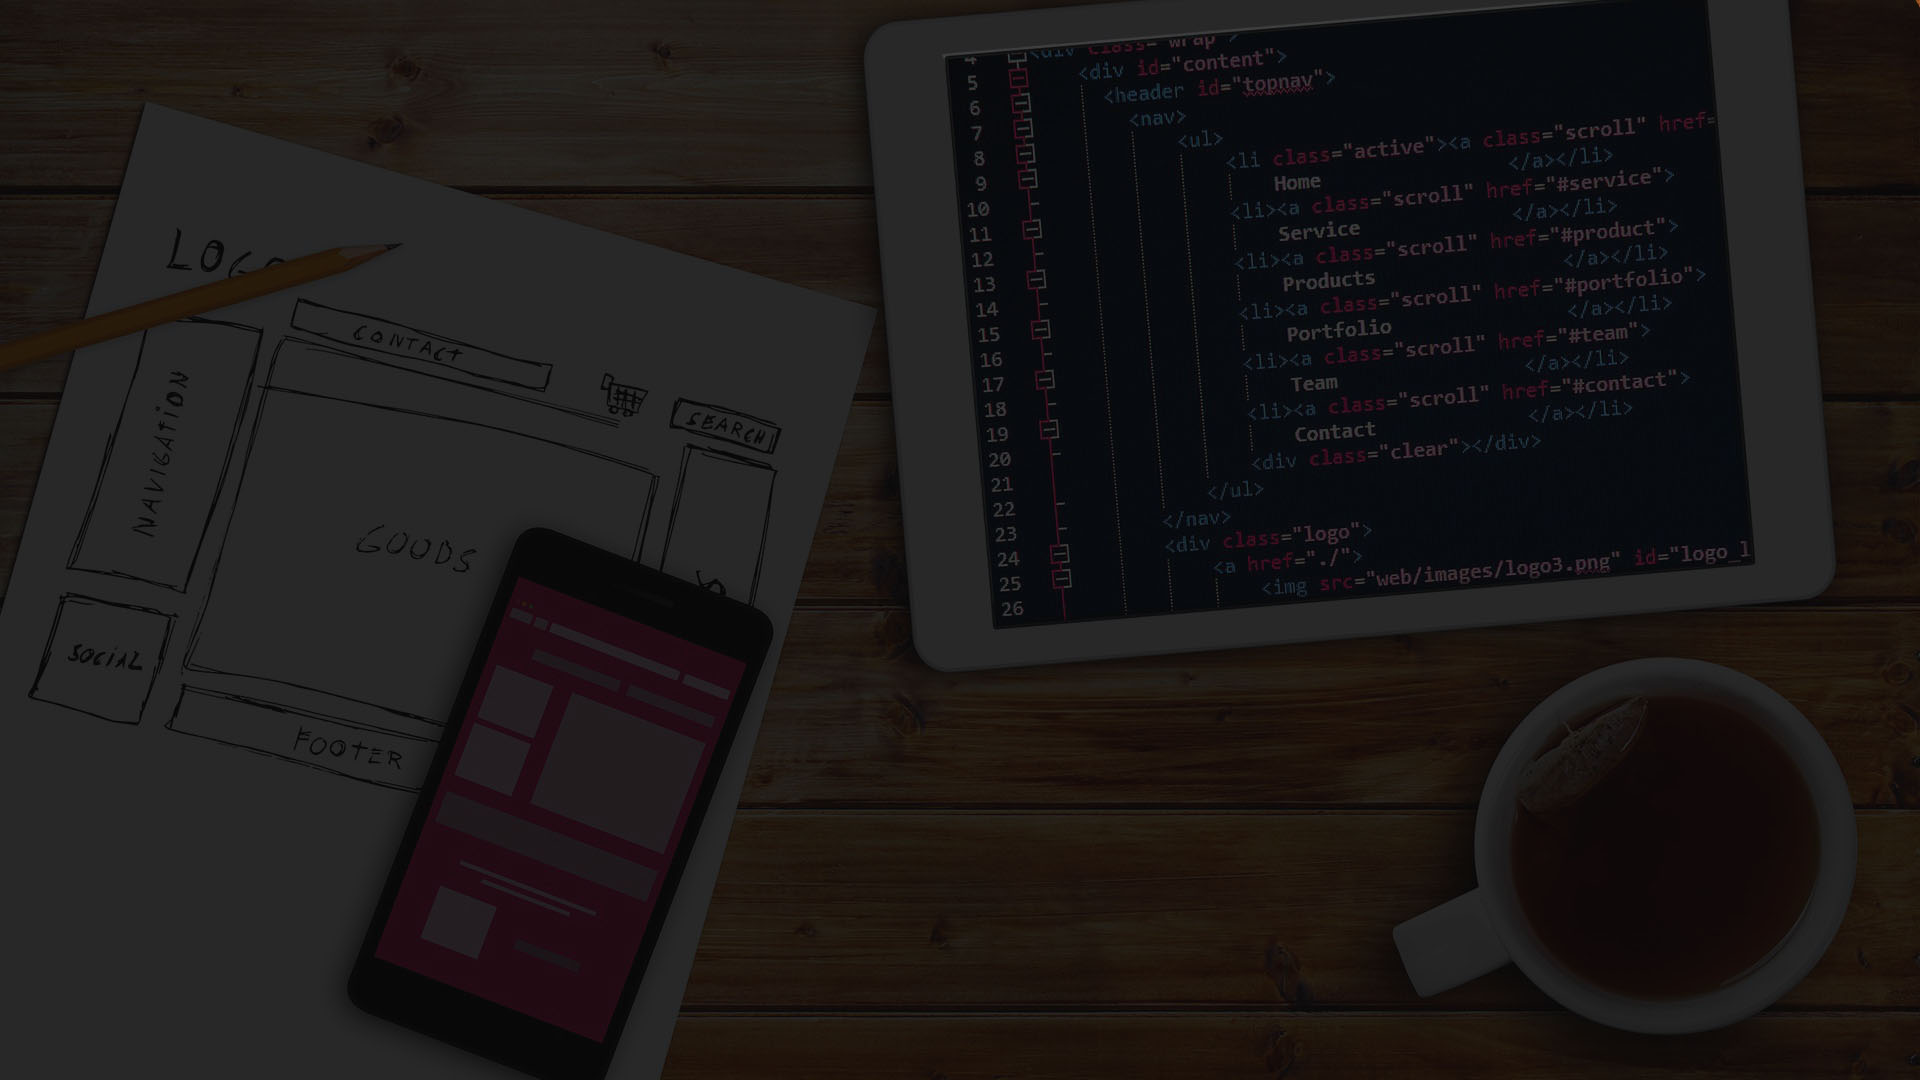 LOGO
CONTACT
NAVIGATION
SEARCH
GOODS
SOCIAL
FOOTER
4 <div class="wrap">
5 <div id="content">
6 <header id="topnav">
7 <nav>
8 <ul>
9 <li class="active"><a class="scroll" href=
10 Home </a></li>
11 <li><a class="scroll" href="#service">
12 Service </a></li>
13 <li><a class="scroll" href="#product">
14 Products </a></li>
15 <li><a class="scroll" href="#portfolio">
16 Portfolio </a></li>
17 <li><a class="scroll" href="#team">
18 Team </a></li>
19 <li><a class="scroll" href="#contact">
20 Contact </a></li>
21 <div class="clear"></div>
22 </ul>
23 </nav>
24 <div class="logo">
25 <a href="./">
26 <img src="web/images/logo3.png" id="logo_l